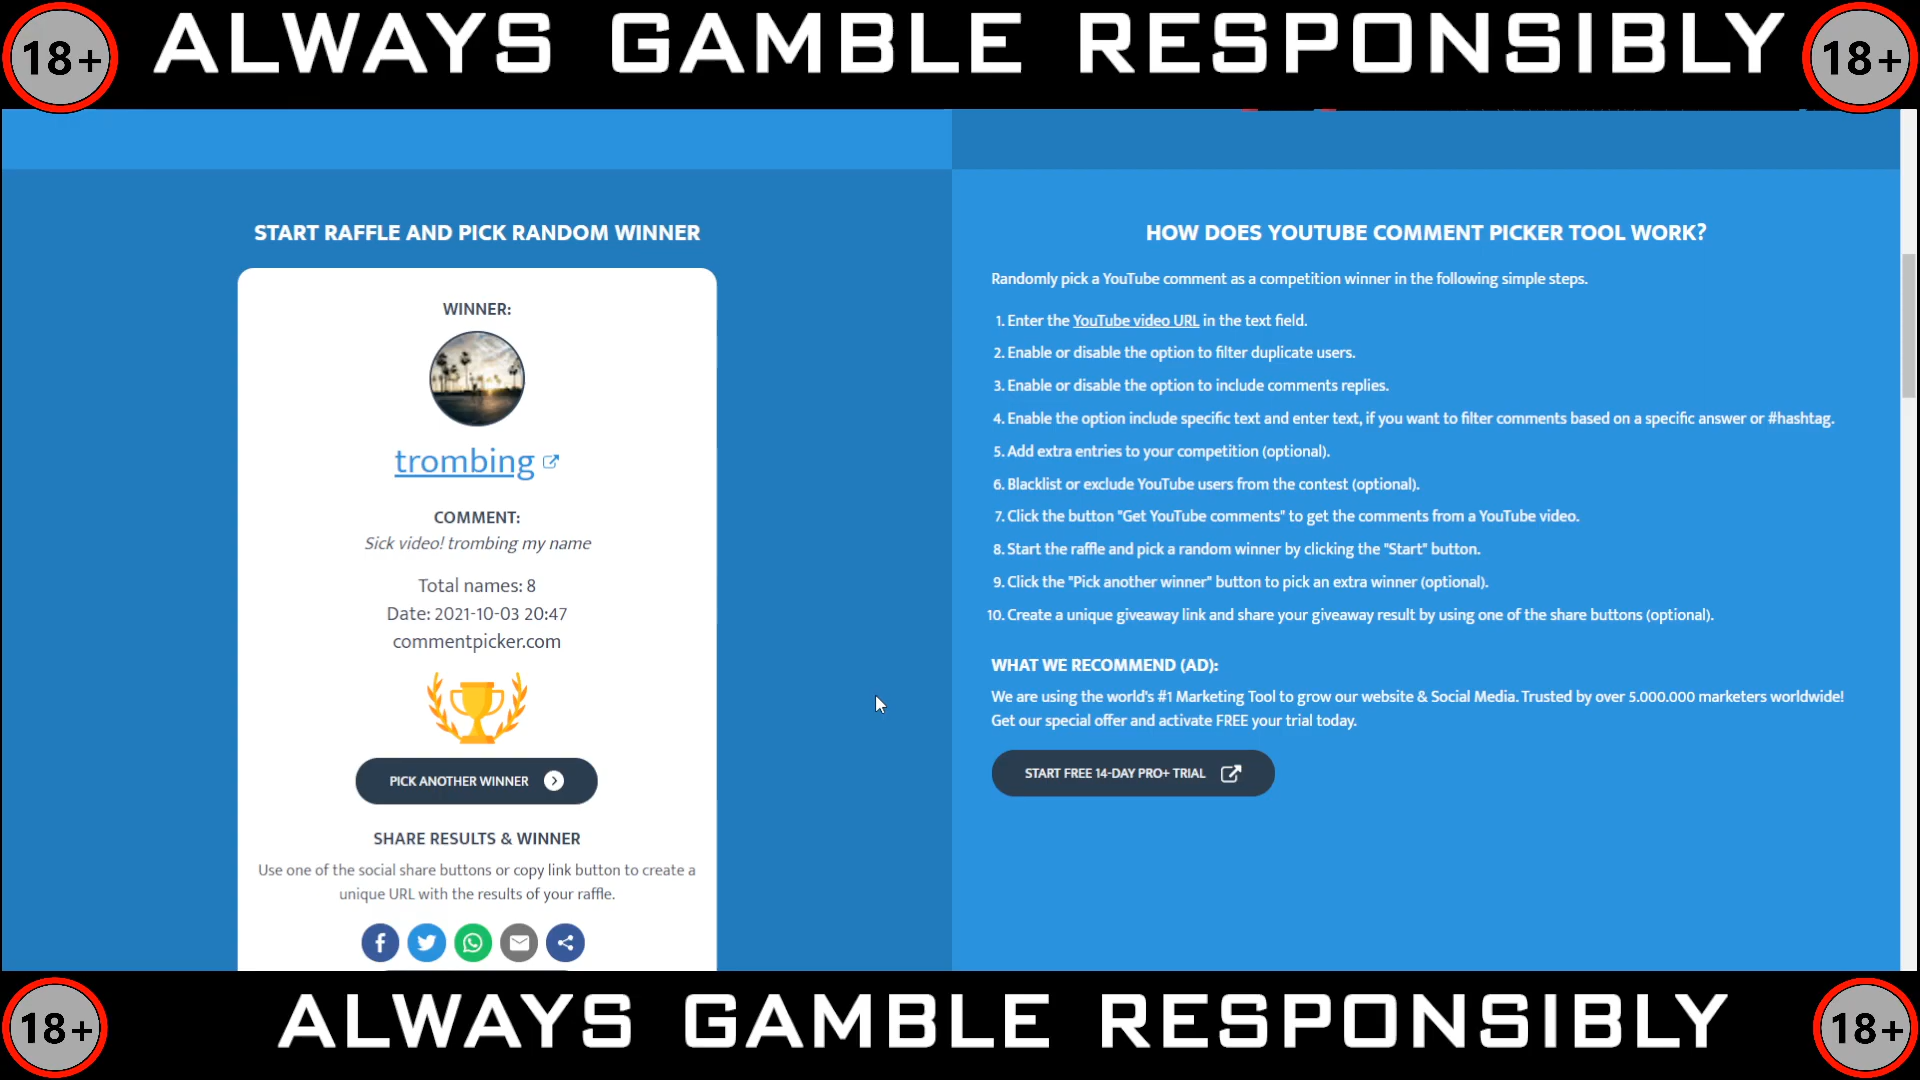 18+ ALWAYS GAMBLE RESPONSIBLY 18+
START RAFFLE AND PICK RANDOM WINNER
WINNER:
trombing
COMMENT:
Sick video! trombing my name
Total names: 8
Date: 2021-10-03 20:47
commentpicker.com
PICK ANOTHER WINNER
SHARE RESULTS & WINNER
Use one of the social share buttons or copy link button to create a
unique URL with the results of your raffle.
HOW DOES YOUTUBE COMMENT PICKER TOOL WORK?
Randomly pick a YouTube comment as a competition winner in the following simple steps.
1. Enter the YouTube video URL in the text field.
2. Enable or disable the option to filter duplicate users.
3. Enable or disable the option to include comments replies.
4. Enable the option include specific text and enter text, if you want to filter comments based on a specific answer or #hashtag.
5. Add extra entries to your competition (optional).
6. Blacklist or exclude YouTube users from the contest (optional).
7. Click the button "Get YouTube comments" to get the comments from a YouTube video.
8. Start the raffle and pick a random winner by clicking the "Start" button.
9. Click the "Pick another winner" button to pick an extra winner (optional).
10. Create a unique giveaway link and share your giveaway result by using one of the share buttons (optional).
WHAT WE RECOMMEND (AD):
We are using the world's #1 Marketing Tool to grow our website & Social Media. Trusted by over 5.000.000 marketers worldwide!
Get our special offer and activate FREE your trial today.
START FREE 14-DAY PRO+ TRIAL
18+ ALWAYS GAMBLE RESPONSIBLY 18+